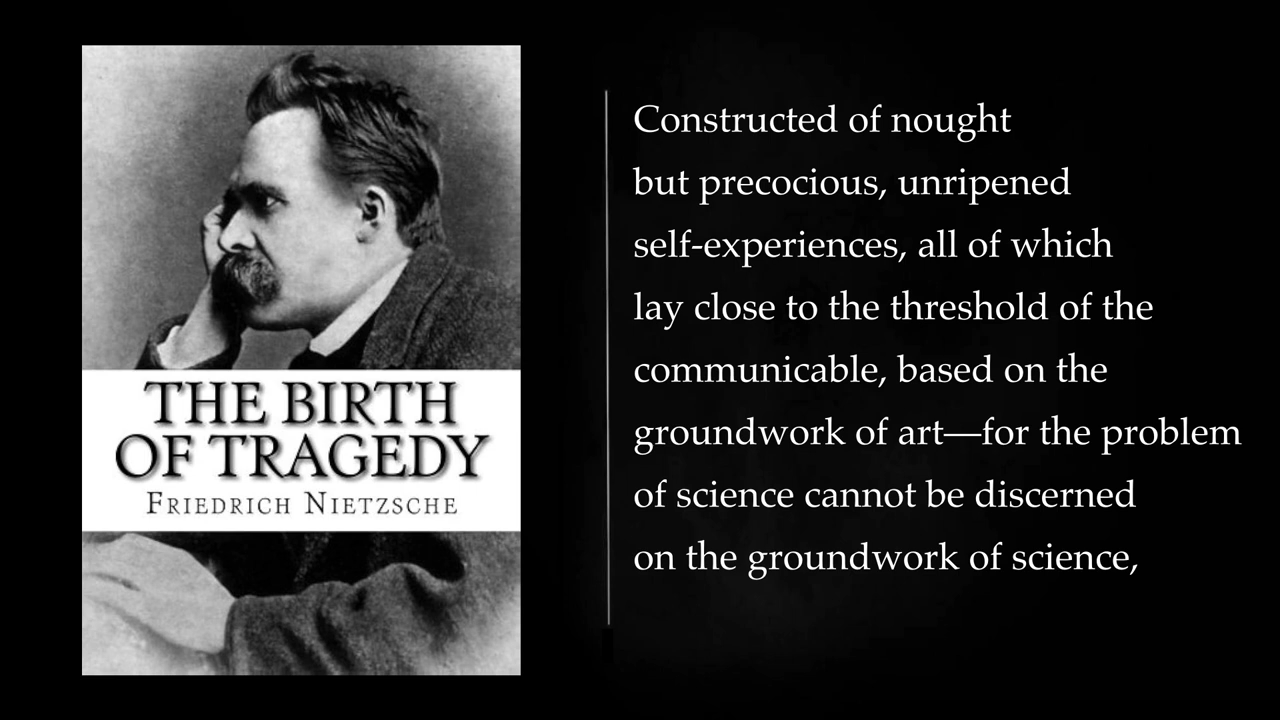 THE BIRTH
OF TRAGEDY
FRIEDRICH NIETZSCHE
Constructed of nought
but precocious, unripened
self-experiences, all of which
lay close to the threshold of the
communicable, based on the
groundwork of art—for the problem
of science cannot be discerned
on the groundwork of science,